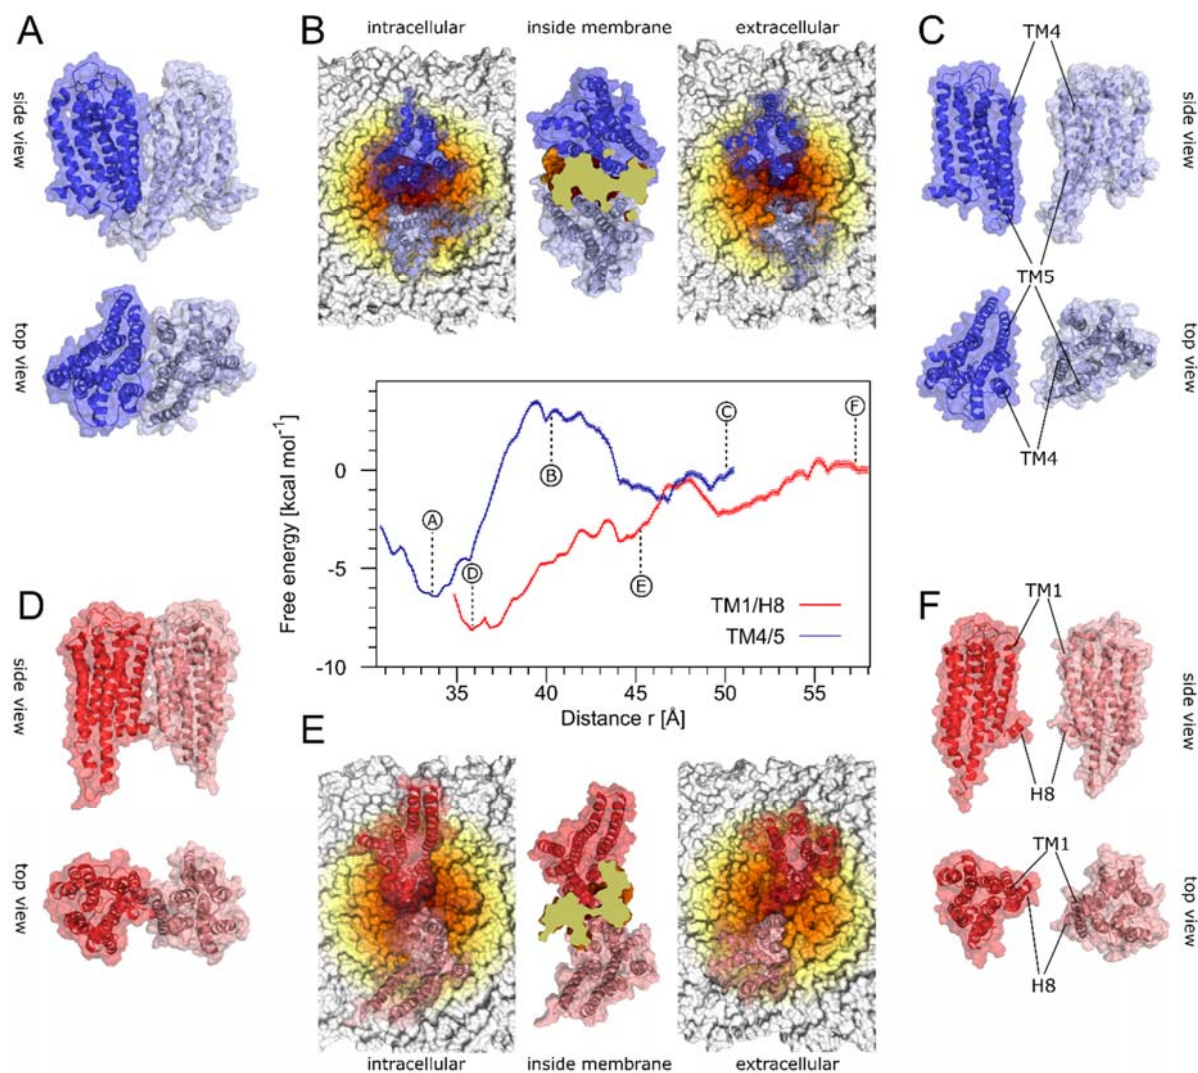 A
side view
top view
B
intracellular
inside membrane
extracellular
C
TM4
TM5
TM4
side view
top view
Free energy [kcal mol⁻¹]
0
-5
-10
A
B
C
D
E
F
TM1/H8
TM4/5
35
40
45
50
55
Distance r [Å]
D
side view
top view
E
intracellular
inside membrane
extracellular
F
TM1
H8
TM1
H8
side view
top view